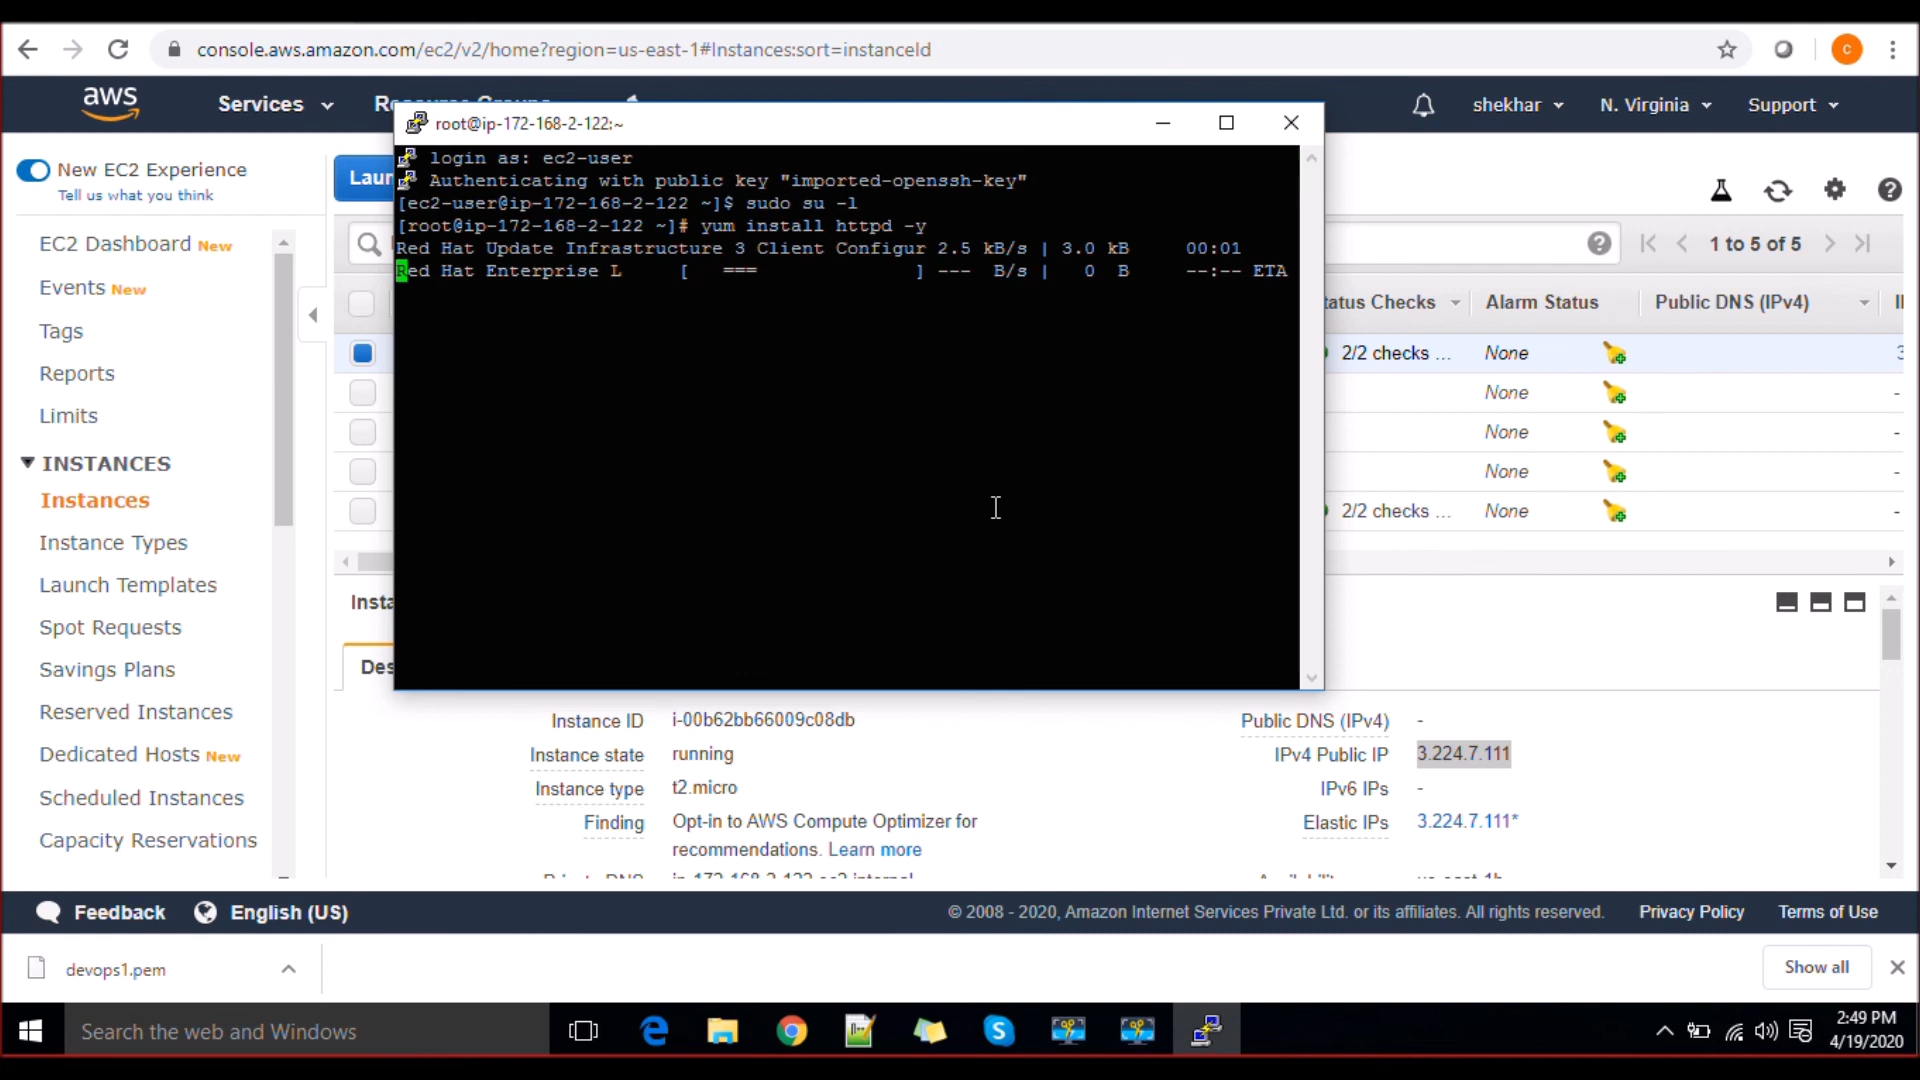 console.aws.amazon.com/ec2/v2/home?region=us-east-1#Instances:sort=instanceId
c
aws
Services
shekhar
N. Virginia
Support
root@ip-172-168-2-122:~
login as: ec2-user
Authenticating with public key "imported-openssh-key"
[ec2-user@ip-172-168-2-122 ~]$ sudo su -l
[root@ip-172-168-2-122 ~]# yum install httpd -y
Red Hat Update Infrastructure 3 Client Configur 2.5 kB/s | 3.0 kB 00:01
Red Hat Enterprise L [ === ] --- B/s | 0 B --:-- ETA
New EC2 Experience
Tell us what you think
EC2 Dashboard New
Events New
Tags
Reports
Limits
INSTANCES
Instances
Instance Types
Launch Templates
Spot Requests
Savings Plans
Reserved Instances
Dedicated Hosts New
Scheduled Instances
Capacity Reservations
Laun
1 to 5 of 5
tatus Checks
Alarm Status
Public DNS (IPv4)
2/2 checks ...
None
None -
None -
None -
2/2 checks ...
None -
Insta
Des
Instance ID i-00b62bb66009c08db
Instance state running
Instance type t2.micro
Finding Opt-in to AWS Compute Optimizer for
recommendations. Learn more
Public DNS (IPv4) -
IPv4 Public IP 3.224.7.111
IPv6 IPs -
Elastic IPs 3.224.7.111*
Feedback
English (US)
© 2008 - 2020, Amazon Internet Services Private Ltd. or its affiliates. All rights reserved.
Privacy Policy
Terms of Use
devops1.pem
Show all
Search the web and Windows
2:49 PM
4/19/2020